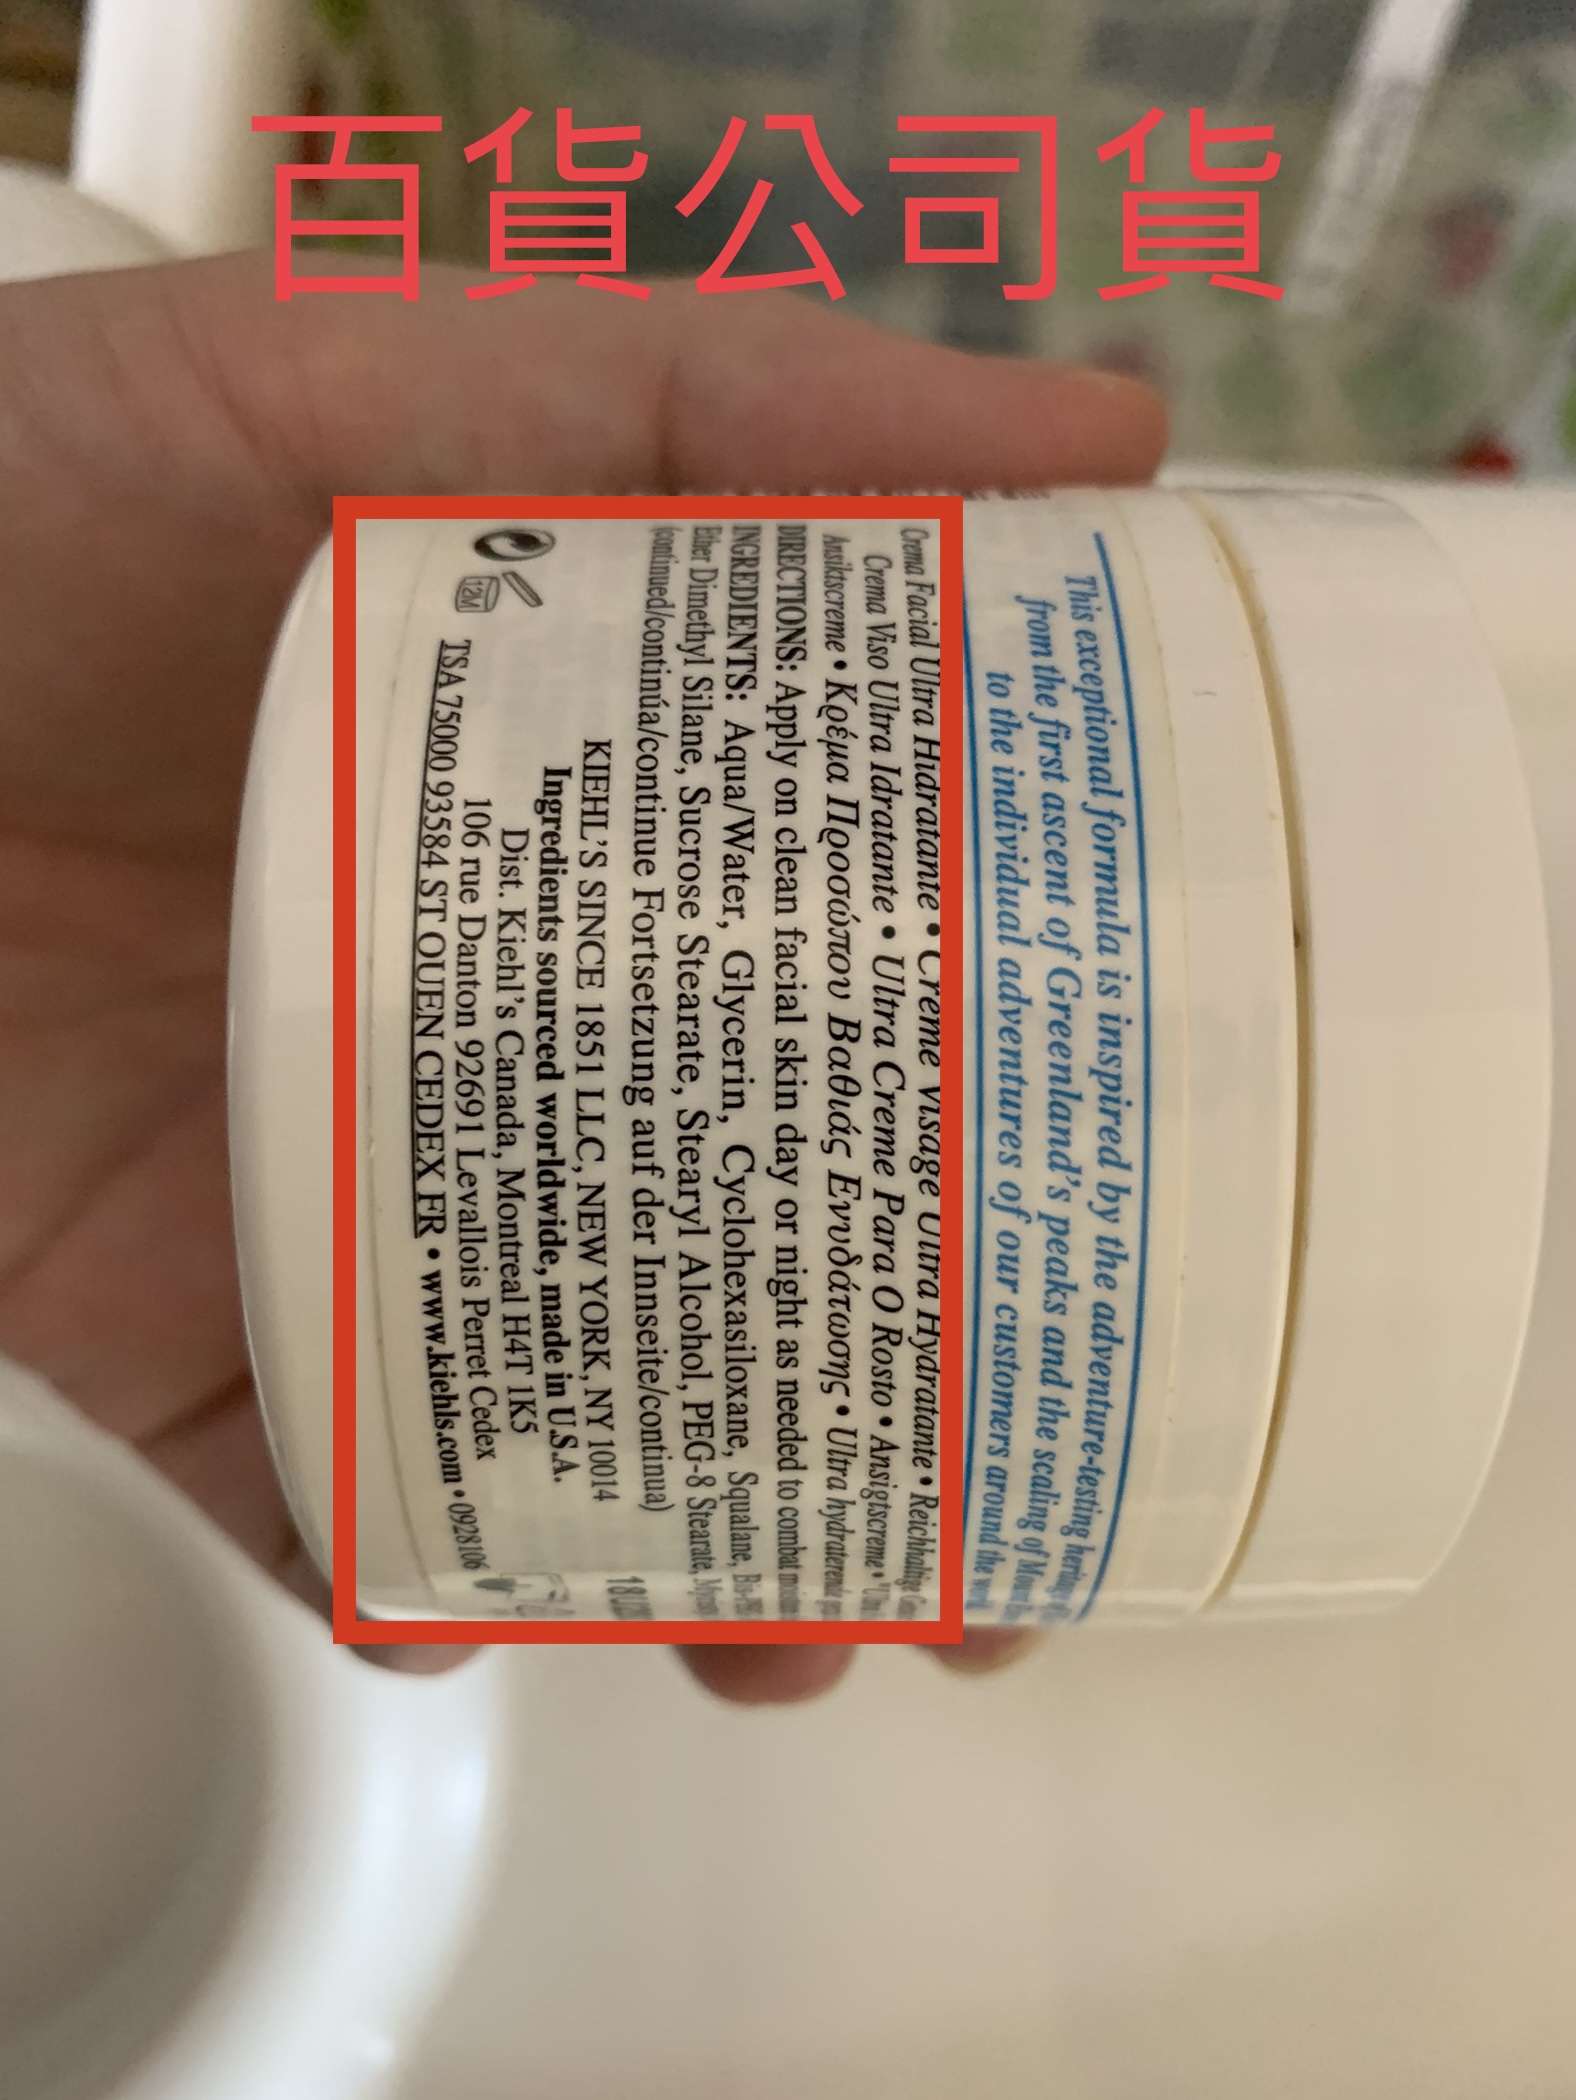 百貨公司貨
This exceptional formula is inspired by the adventure-testing
from the first ascent of Greenland's peaks and the scaling of
to the individual adventures of our customers around the
Crema Facial Ultra Hidratante • Crème Visage Ultra Hydratante • Reichhaltige
Crema Viso Ultra Idratante • Ultra Creme Para O Rosto • Ansigtscreme •
Ansiktscreme • Κρέμα Προσώπου Βαθιάς Ενυδάτωσης • Ultra hydraterende
DIRECTIONS: Apply on clean facial skin day or night as needed to combat
INGREDIENTS: Aqua/Water, Glycerin, Cyclohexasiloxane, Squalane,
Ether Dimethyl Silane, Sucrose Stearate, Stearyl Alcohol, PEG-8 Stearate,
(continued/continúa/continue Fortsetzung auf der Innseite/continua)
KIEHL'S SINCE 1851 LLC, NEW YORK, NY 10014
Ingredients sourced worldwide, made in U.S.A.
Dist. Kiehl's Canada, Montreal H4T 1K5
106 rue Danton 92691 Levallois Perret Cedex
12M
TSA 75000 93584 ST OUEN CEDEX FR • www.kiehls.com • 0928106